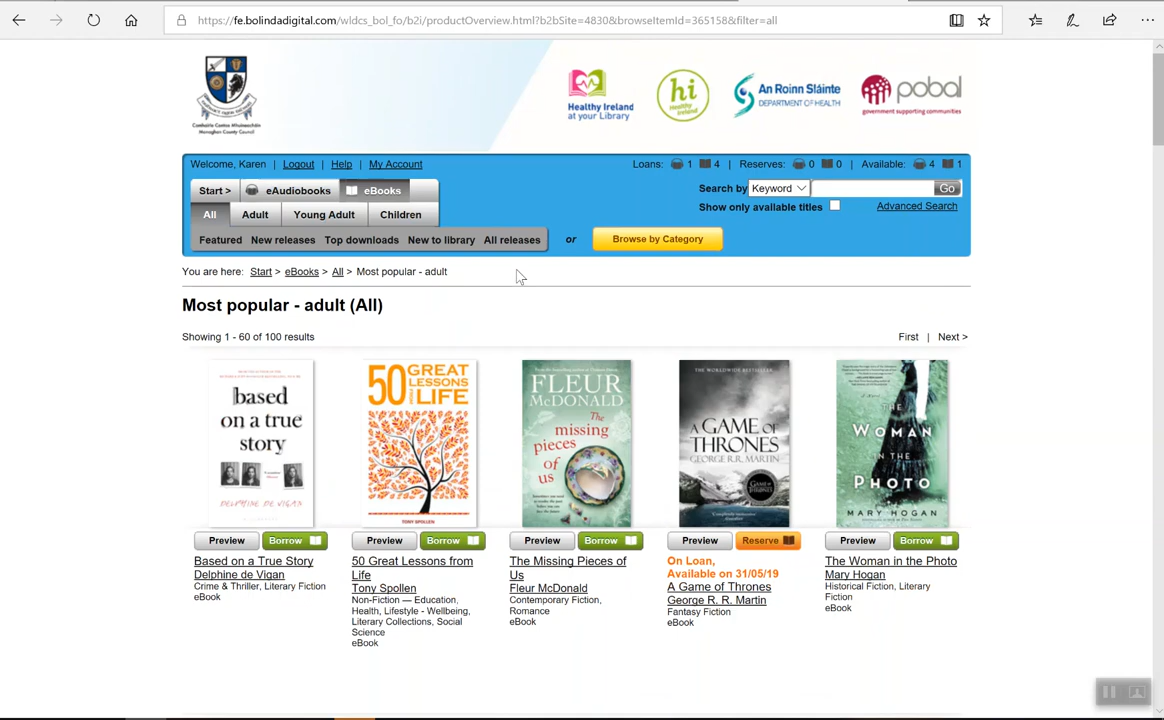 https://fe.bolindadigital.com/wldcs_bol_fo/b2i/productOverview.html?b2bSite=4830&browseItemId=365158&filter=all
Healthy Ireland
at your Library
hi
Healthy Ireland
An Roinn Sláinte
DEPARTMENT OF HEALTH
pobal
government supporting communities
Monaghan County Council
Welcome, Karen | Logout | Help | My Account
Loans: 1 4 | Reserves: 0 0 | Available: 4 1
Start > eAudiobooks eBooks
Search by Keyword Go
All Adult Young Adult Children
Show only available titles Advanced Search
Featured New releases Top downloads New to library All releases or Browse by Category
You are here: Start > eBooks > All > Most popular - adult
Most popular - adult (All)
Showing 1 - 60 of 100 results
First | Next >
based
on a true
story
DELPHINE DE VIGAN
50 GREAT
LESSONS
FROM
LIFE
TONY SPOLLEN
FLEUR
McDONALD
The
missing
pieces
of
us
THE WORLDWIDE BESTSELLER
A GAME OF
THRONES
GEORGE R.R. MARTIN
THE
WOMAN
IN THE
PHOTO
MARY HOGAN
Preview Borrow
Based on a True Story
Delphine de Vigan
Crime & Thriller, Literary Fiction
eBook
Preview Borrow
50 Great Lessons from
Life
Tony Spollen
Non-Fiction — Education,
Health, Lifestyle - Wellbeing,
Literary Collections, Social
Science
eBook
Preview Borrow
The Missing Pieces of
Us
Fleur McDonald
Contemporary Fiction,
Romance
eBook
Preview Reserve
On Loan,
Available on 31/05/19
A Game of Thrones
George R. R. Martin
Fantasy Fiction
eBook
Preview Borrow
The Woman in the Photo
Mary Hogan
Historical Fiction, Literary
Fiction
eBook